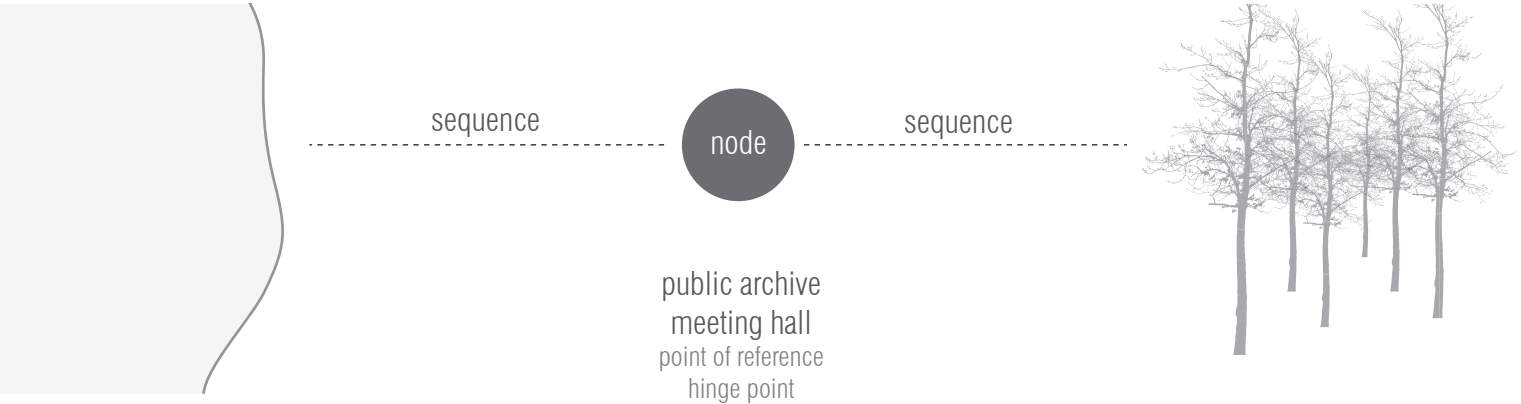 sequence
node
sequence
public archive
meeting hall
point of reference
hinge point